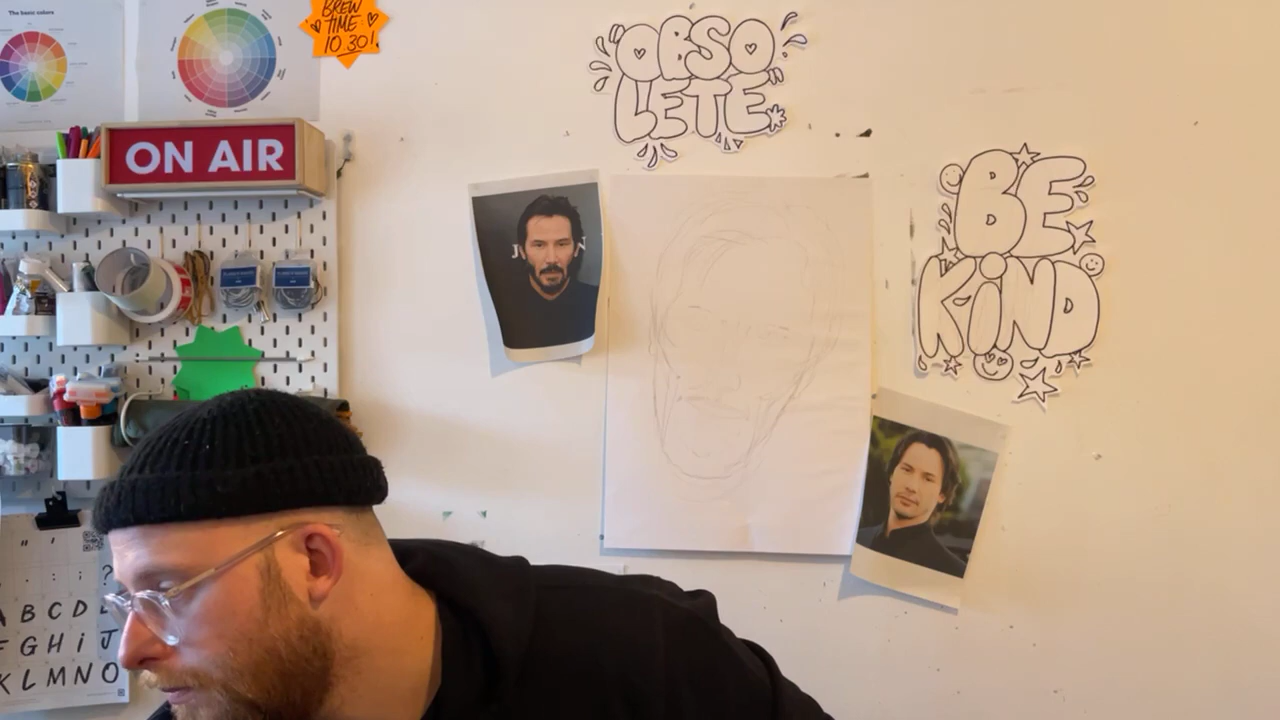 The basic colors
BREW
TIME
10.30!
ON AIR
OBSO
LETE
BE
KiND
J N
" ' 
. : ; ?
A B C D E
F G H i J
K L M N O